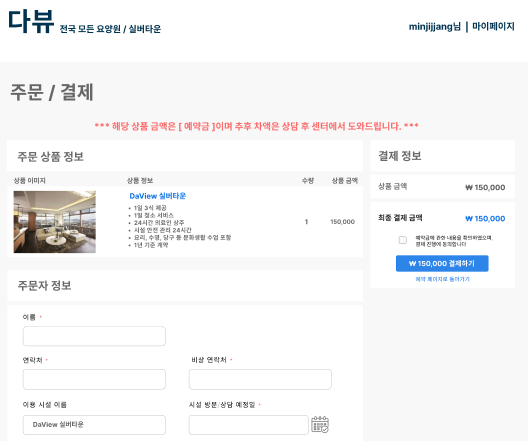 다뷰 전국 모든 요양원 / 실버타운
minjijjang님 | 마이페이지
주문 / 결제
*** 해당 상품 금액은 [ 예약금 ]이며 추후 차액은 상담 후 센터에서 도와드립니다. ***
주문 상품 정보
상품 이미지 상품 정보 수량 상품 금액
DaView 실버타운
• 1일 3식 제공
• 1일 청소 서비스
• 24시간 의료인 상주
• 시설 안전 관리 24시간
• 요리, 수영, 당구 등 문화생활 수업 포함
• 1년 기준 계약
1 150,000
결제 정보
상품 금액 ₩ 150,000
최종 결제 금액 ₩ 150,000
예약금에 관한 내용을 확인하였으며,
결제 진행에 동의합니다
₩ 150,000 결제하기
예약 페이지로 돌아가기
주문자 정보
이름 *
연락처 * 비상 연락처 *
이용 시설 이름 시설 방문/상담 예정일 *
DaView 실버타운